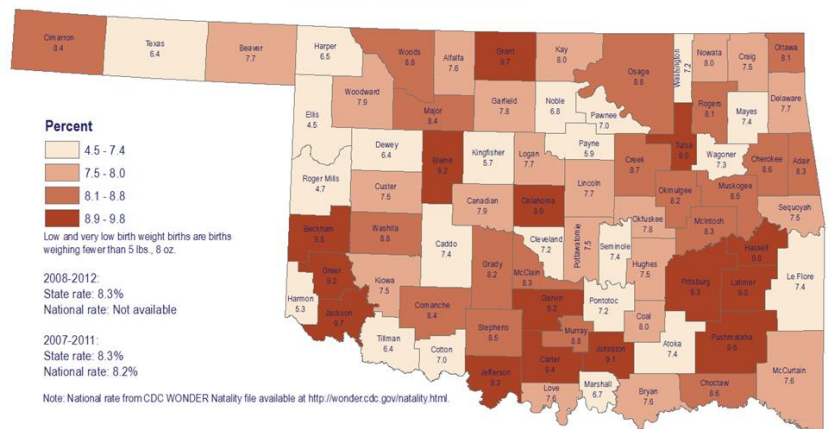 Cimarron
8.4
Texas
6.4
Beaver
7.7
Harper
6.5
Woods
8.8
Alfalfa
7.6
Grant
9.7
Kay
8.0
Osage
8.8
Washington
7.2
Nowata
8.0
Craig
7.5
Ottawa
8.1
Ellis
4.5
Woodward
7.9
Major
8.4
Garfield
7.8
Noble
6.8
Pawnee
7.0
Rogers
8.1
Mayes
7.4
Delaware
7.7
Dewey
6.4
Blaine
9.2
Kingfisher
5.7
Logan
7.7
Payne
5.9
Creek
8.7
Tulsa
9.0
Wagoner
7.3
Cherokee
8.6
Adair
8.3
Roger Mills
4.7
Custer
7.5
Canadian
7.9
Oklahoma
8.9
Lincoln
7.7
Okmulgee
8.2
Muskogee
8.5
Sequoyah
7.5
Beckham
Washita
8.8
Caddo
7.4
Grady
8.2
McClain
8.3
Cleveland
7.2
Pottawatomie
7.5
Seminole
7.4
Okfuskee
7.8
McIntosh
8.3
Haskell
9.8
Hughes
7.5
Pittsburg
9.3
Latimer
9.0
Le Flore
7.4
Greer
9.2
Kiowa
7.5
Harmon
5.3
Jackson
9.7
Comanche
8.4
Tillman
6.4
Cotton
7.0
Stephens
8.5
Garvin
9.2
Murray
8.8
Pontotoc
7.2
Coal
8.0
Atoka
7.4
Pushmataha
9.6
McCurtain
7.6
Jefferson
9.3
Carter
9.4
Johnston
9.1
Love
7.6
Marshall
6.7
Bryan
7.6
Choctaw
8.6
Percent
4.5 - 7.4
7.5 - 8.0
8.1 - 8.8
8.9 - 9.8
Low and very low birth weight births are births
weighing fewer than 5 lbs., 8 oz.
2008-2012:
State rate: 8.3%
National rate: Not available
2007-2011:
State rate: 8.3%
National rate: 8.2%
Note: National rate from CDC WONDER Natality file available at http://wonder.cdc.gov/natality.html.